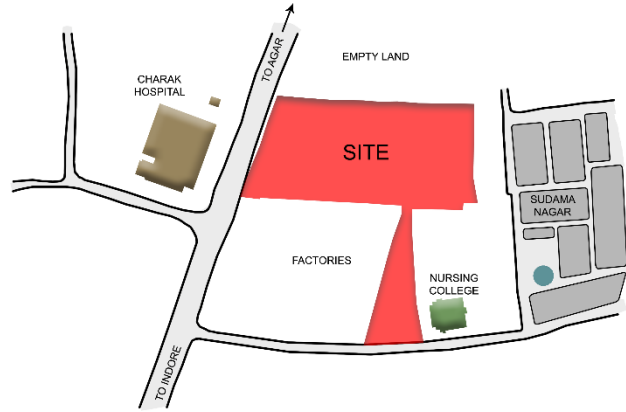 TO AGAR
EMPTY LAND
CHARAK
HOSPITAL
SITE
SUDAMA
NAGAR
FACTORIES
NURSING
COLLEGE
TO INDORE